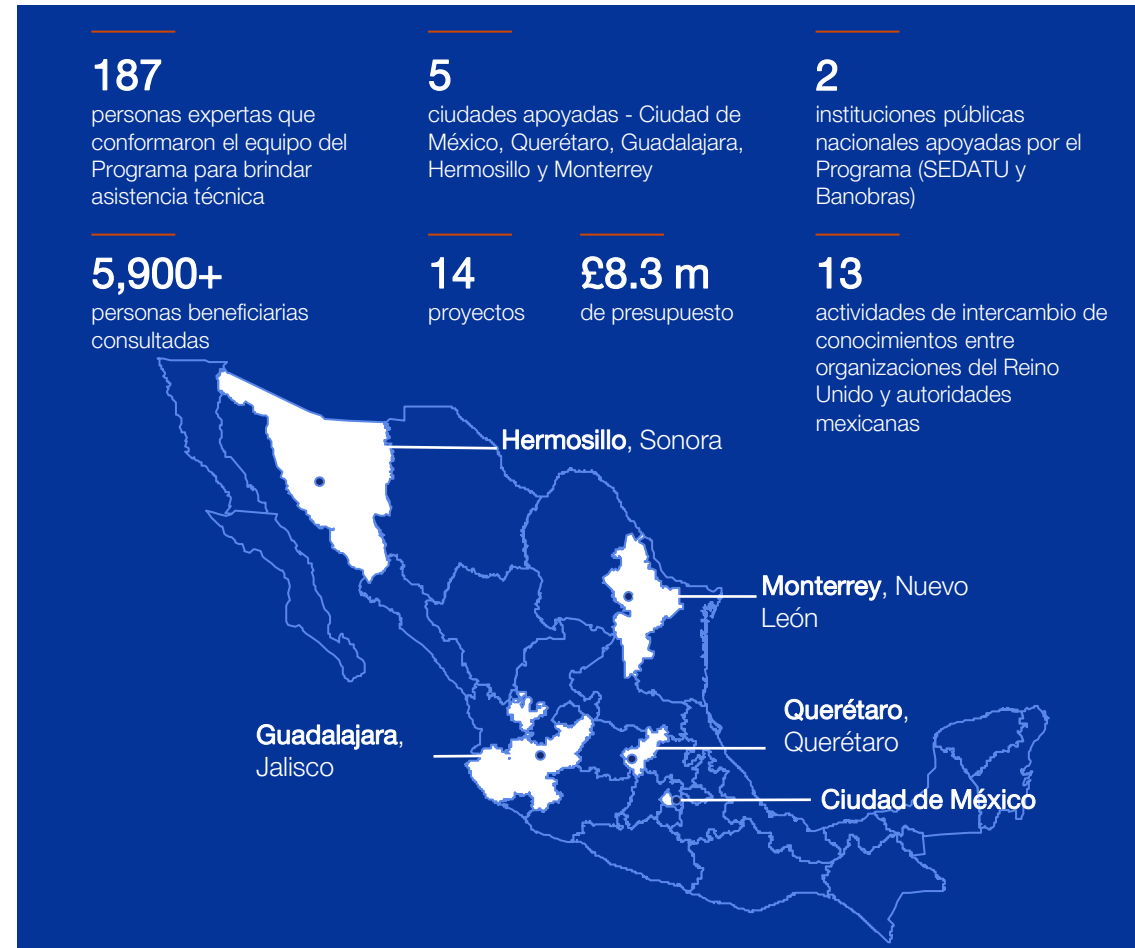 187
personas expertas que
conformaron el equipo del
Programa para brindar
asistencia técnica
5
ciudades apoyadas - Ciudad de
México, Querétaro, Guadalajara,
Hermosillo y Monterrey
2
instituciones públicas
nacionales apoyadas por el
Programa (SEDATU y
Banobras)
5,900+
personas beneficiarias
consultadas
14
proyectos
£8.3 m
de presupuesto
13
actividades de intercambio de
conocimientos entre
organizaciones del Reino
Unido y autoridades
mexicanas
Hermosillo, Sonora
Monterrey, Nuevo
León
Querétaro,
Querétaro
Guadalajara,
Jalisco
Ciudad de México